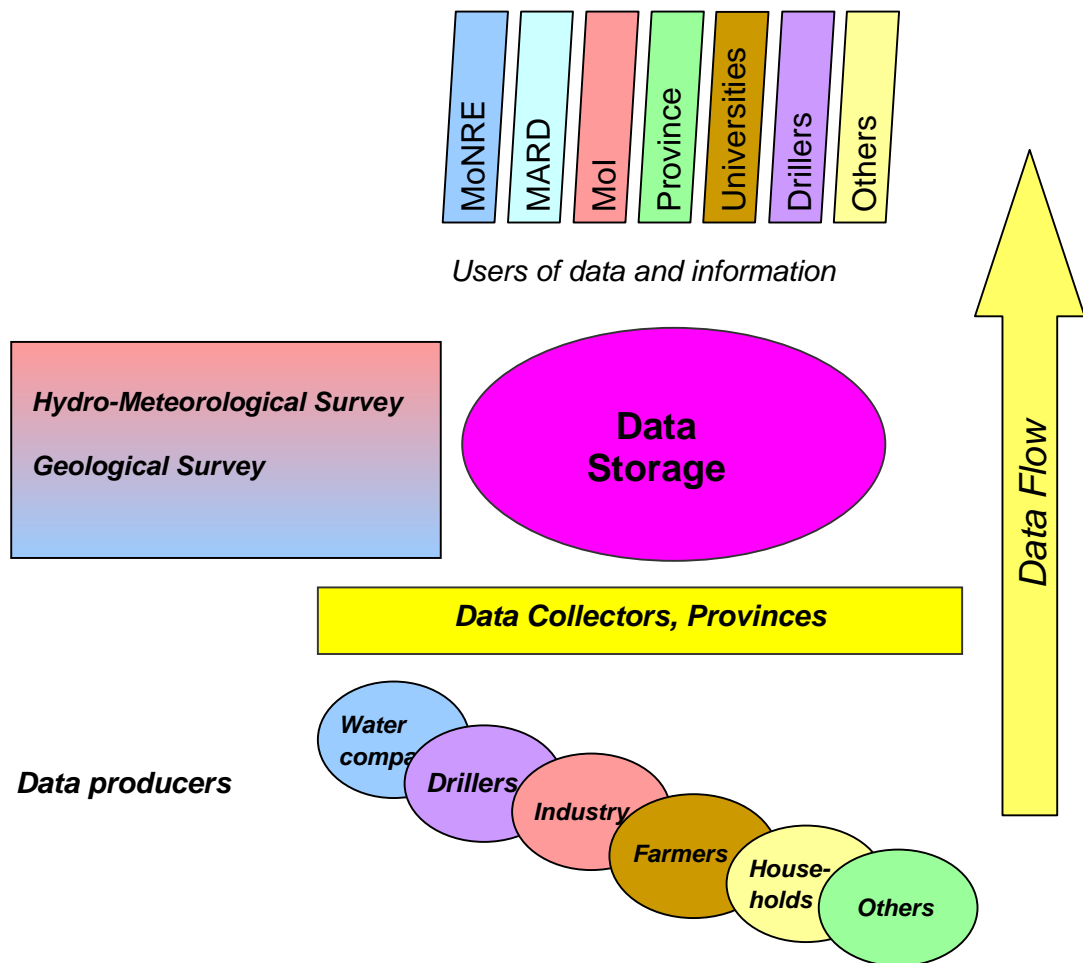 MoNRE
MARD
MoI
Province
Universities
Drillers
Others
Users of data and information
Hydro-Meteorological Survey
Geological Survey
Data
Storage
Data Flow
Data Collectors, Provinces
Data producers
Water
compa
Drillers
Industry
Farmers
House-
holds
Others